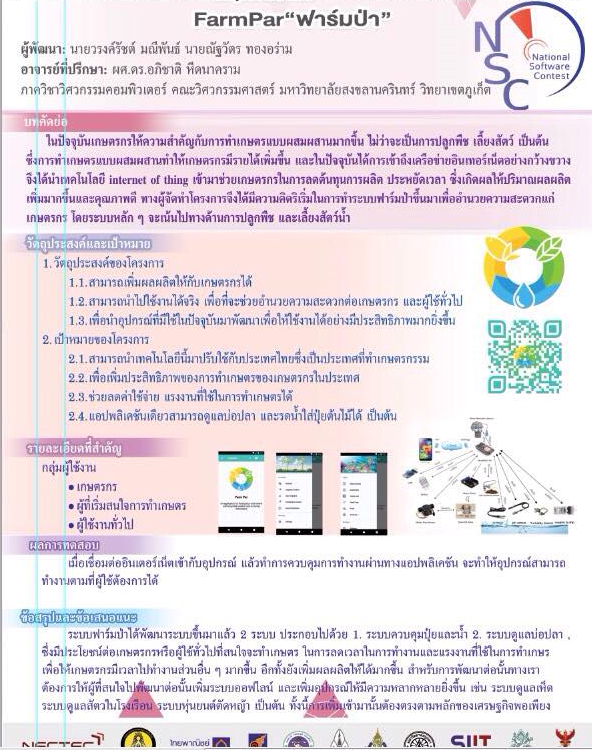 FarmPar“ฟาร์มป่า”
ผู้พัฒนา: นายวรงศ์รัชต์ มณีพันธ์ นายณัฐวัตร ทองอร่าม
อาจารย์ที่ปรึกษา: ผศ.ดร.อภิชาติ หีดนาคราม
ภาควิชาวิศวกรรมคอมพิวเตอร์ คณะวิศวกรรมศาสตร์ มหาวิทยาลัยสงขลานครินทร์ วิทยาเขตภูเก็ต
NSC
National
Software
Contest
บทคัดย่อ
ในปัจจุบันเกษตรกรให้ความสำคัญกับการทำเกษตรแบบผสมผสานมากขึ้น ไม่ว่าจะเป็นการปลูกพืช เลี้ยงสัตว์ เป็นต้น
ซึ่งการทำเกษตรแบบผสมผสานทำให้เกษตรกรมีรายได้เพิ่มขึ้น และในปัจจุบันได้การเข้าถึงเครือข่ายอินเทอร์เน็ตอย่างกว้างขวาง
จึงได้นำเทคโนโลยี internet of thing เข้ามาช่วยเกษตรกรในการลดต้นทุนการผลิต ประหยัดเวลา ซึ่งเกิดผลให้ปริมาณผลผลิต
เพิ่มมากขึ้นและคุณภาพดี ทางผู้จัดทำโครงการจึงได้มีความคิดริเริ่มในการทำระบบฟาร์มป่าขึ้นมาเพื่ออำนวยความสะดวกแก่
เกษตรกร โดยระบบหลัก ๆ จะเน้นไปทางด้านการปลูกพืช และเลี้ยงสัตว์น้ำ
วัตถุประสงค์และเป้าหมาย
1. วัตถุประสงค์ของโครงการ
1.1. สามารถเพิ่มผลผลิตให้กับเกษตรกรได้
1.2. สามารถนำไปใช้งานได้จริง เพื่อที่จะช่วยอำนวยความสะดวกต่อเกษตรกร และผู้ใช้ทั่วไป
1.3. เพื่อนำอุปกรณ์ที่มีใช้ในปัจจุบันมาพัฒนาเพื่อให้ใช้งานได้อย่างมีประสิทธิภาพมากยิ่งขึ้น
2. เป้าหมายของโครงการ
2.1. สามารถนำเทคโนโลยีนี้มาปรับใช้กับประเทศไทยซึ่งเป็นประเทศที่ทำเกษตรกรรม
2.2. เพื่อเพิ่มประสิทธิภาพของการทำเกษตรของเกษตรกรในประเทศ
2.3. ช่วยลดค่าใช้จ่าย แรงงานที่ใช้ในการทำเกษตรได้
2.4. แอปพลิเคชันเดียวสามารถดูแลบ่อปลา และรดน้ำใส่ปุ๋ยต้นไม้ได้ เป็นต้น
รายละเอียดที่สำคัญ
กลุ่มผู้ใช้งาน
• เกษตรกร
• ผู้ที่เริ่มสนใจการทำเกษตร
• ผู้ใช้งานทั่วไป
ผลการทดสอบ
เมื่อเชื่อมต่ออินเตอร์เน็ตเข้ากับอุปกรณ์ แล้วทำการควบคุมการทำงานผ่านทางแอปพลิเคชัน จะทำให้อุปกรณ์สามารถ
ทำงานตามที่ผู้ใช้ต้องการได้
ข้อสรุปและข้อเสนอแนะ
ระบบฟาร์มป่าได้พัฒนาระบบขึ้นมาแล้ว 2 ระบบ ประกอบไปด้วย 1. ระบบควบคุมปุ๋ยและน้ำ 2. ระบบดูแลบ่อปลา ,
ซึ่งมีประโยชน์ต่อเกษตรกรหรือผู้ใช้ทั่วไปที่สนใจจะทำเกษตร ในการลดเวลาในการทำงานและแรงงานที่ใช้ในการทำเกษร
เพื่อให้เกษตรกรมีเวลาไปทำงานส่วนอื่น ๆ มากขึ้น อีกทั้งยังเพิ่มผลผลิตให้ได้มากขึ้น สำหรับการพัฒนาต่อนั้นทางเรา
ต้องการให้ผู้ที่สนใจไปพัฒนาต่อนั้นเพิ่มระบบออฟไลน์ และเพิ่มอุปกรณ์ให้มีความหลากหลายยิ่งขึ้น เช่น ระบบดูแลเห็ด
ระบบดูแลสัตว์ในโรงเรือน ระบบหุ่นยนต์ตัดหญ้า เป็นต้น ทั้งนี้การเพิ่มเข้ามานั้นต้องตรงตามหลักของเศรษฐกิจพอเพียง
NECTEC ไทยพาณิชย์ SIIT